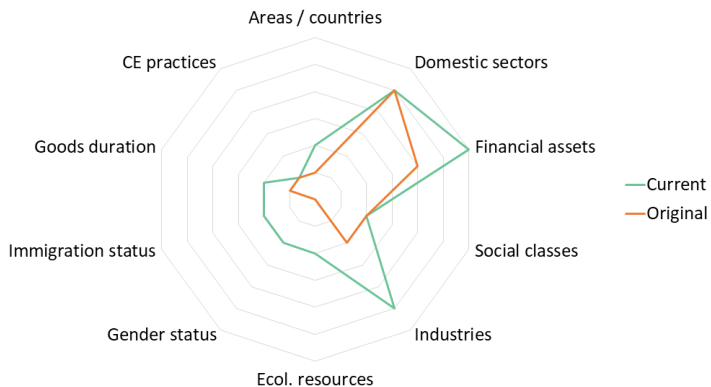 Areas / countries
CE practices
Domestic sectors
Goods duration
Financial assets
Current
Original
Immigration status
Social classes
Gender status
Industries
Ecol. resources